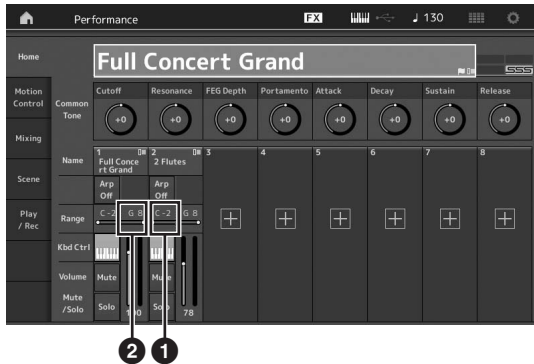 Performance FX 130
Home
Full Concert Grand
Motion Control
Common Tone
Cutoff Resonance FEG Depth Portamento Attack Decay Sustain Release
+0 +0 +0 +0 +0 +0 +0 +0
Mixing
Name
1 2 3 4 5 6 7 8
Full Conce
rt Grand
2 Flutes
Scene
Arp
Off
Arp
Off
Play
/ Rec
Range
C -2 G 8 C -2 G 8
Kbd Ctrl
Volume
Mute Mute
Mute
/Solo
Solo 100 Solo 78
2 1